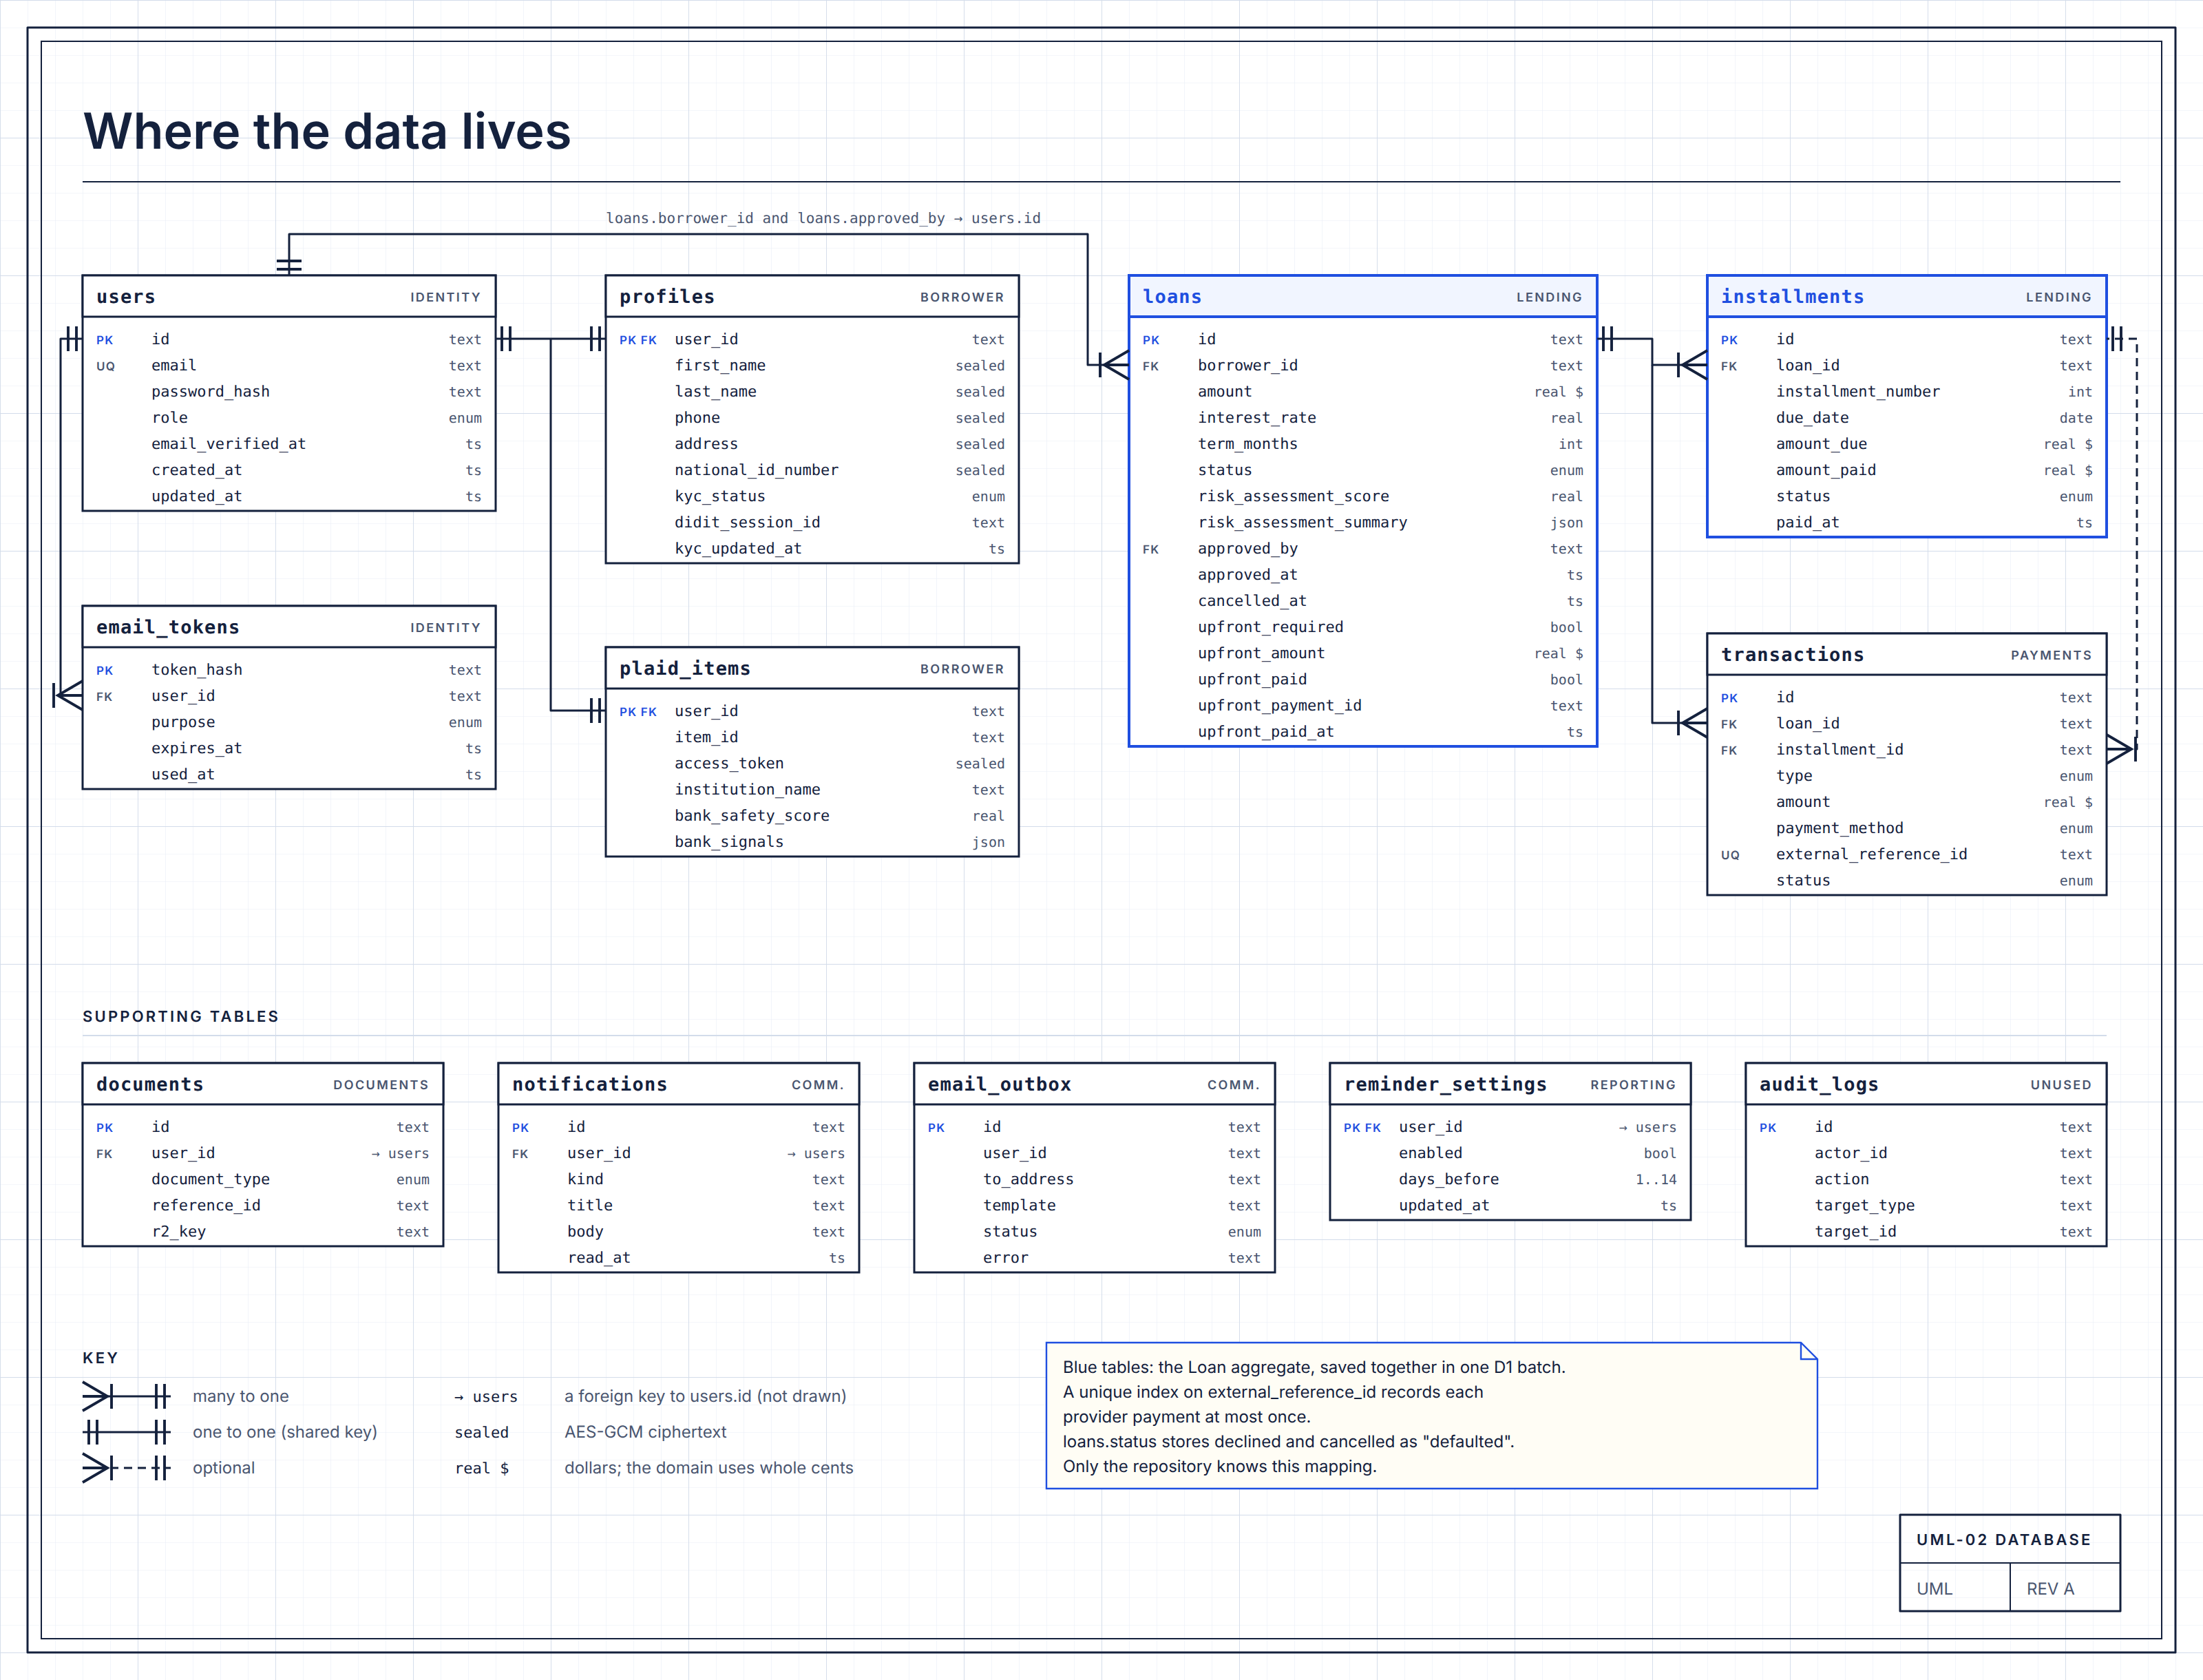 Where the data lives
loans.borrower_id and loans.approved_by → users.id
users IDENTITY
PK id text
UQ email text
password_hash text
role enum
email_verified_at ts
created_at ts
updated_at ts
profiles BORROWER
PK FK user_id text
first_name sealed
last_name sealed
phone sealed
address sealed
national_id_number sealed
kyc_status enum
didit_session_id text
kyc_updated_at ts
loans LENDING
PK id text
FK borrower_id text
amount real $
interest_rate real
term_months int
status enum
risk_assessment_score real
risk_assessment_summary json
FK approved_by text
approved_at ts
cancelled_at ts
upfront_required bool
upfront_amount real $
upfront_paid bool
upfront_payment_id text
upfront_paid_at ts
installments LENDING
PK id text
FK loan_id text
installment_number int
due_date date
amount_due real $
amount_paid real $
status enum
paid_at ts
email_tokens IDENTITY
PK token_hash text
FK user_id text
purpose enum
expires_at ts
used_at ts
plaid_items BORROWER
PK FK user_id text
item_id text
access_token sealed
institution_name text
bank_safety_score real
bank_signals json
transactions PAYMENTS
PK id text
FK loan_id text
FK installment_id text
type enum
amount real $
payment_method enum
UQ external_reference_id text
status enum
SUPPORTING TABLES
documents DOCUMENTS
PK id text
FK user_id → users
document_type enum
reference_id text
r2_key text
notifications COMM.
PK id text
FK user_id → users
kind text
title text
body text
read_at ts
email_outbox COMM.
PK id text
user_id text
to_address text
template text
status enum
error text
reminder_settings REPORTING
PK FK user_id → users
enabled bool
days_before 1..14
updated_at ts
audit_logs UNUSED
PK id text
actor_id text
action text
target_type text
target_id text
KEY
many to one
one to one (shared key)
optional
→ users a foreign key to users.id (not drawn)
sealed AES-GCM ciphertext
real $ dollars; the domain uses whole cents
Blue tables: the Loan aggregate, saved together in one D1 batch.
A unique index on external_reference_id records each
provider payment at most once.
loans.status stores declined and cancelled as "defaulted".
Only the repository knows this mapping.
UML-02 DATABASE
UML REV A